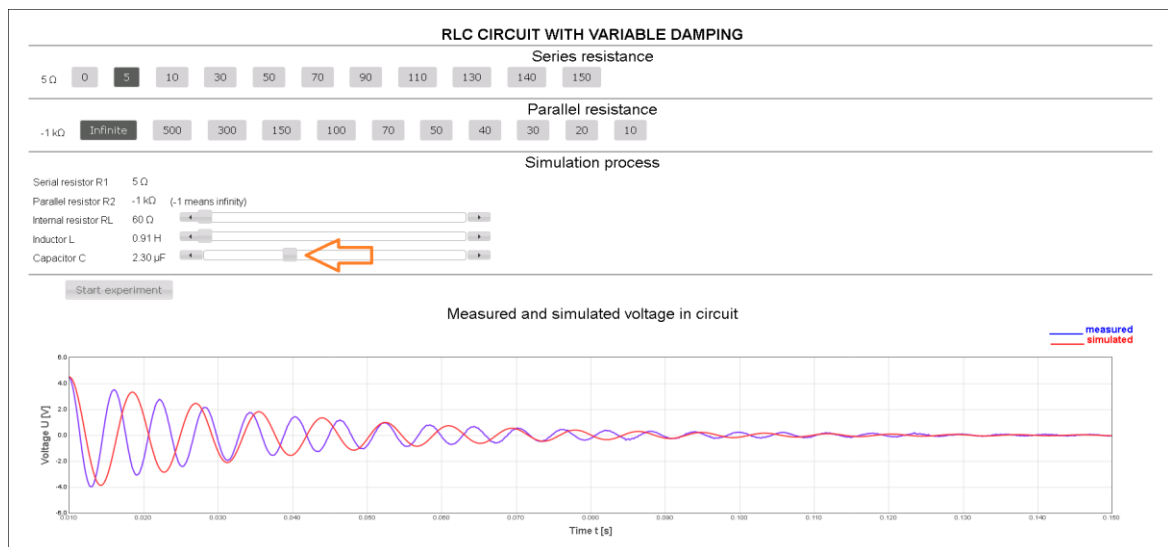 RLC CIRCUIT WITH VARIABLE DAMPING
Series resistance
5 Ω 0 5 10 30 50 70 90 110 130 140 150
Parallel resistance
-1 kΩ Infinite 500 300 150 100 70 50 40 30 20 10
Simulation process
Serial resistor R1 5 Ω
Parallel resistor R2 -1 kΩ (-1 means infinity)
Internal resistor RL 60 Ω
Inductor L 0.91 H
Capacitor C 2.30 µF
Start experiment
Measured and simulated voltage in circuit
measured
simulated
6.0
4.0
2.0
0.0
-2.0
-4.0
-6.0
Voltage U [V]
0.010 0.020 0.030 0.040 0.050 0.060 0.070 0.080 0.090 0.100 0.110 0.120 0.130 0.140 0.150
Time t [s]